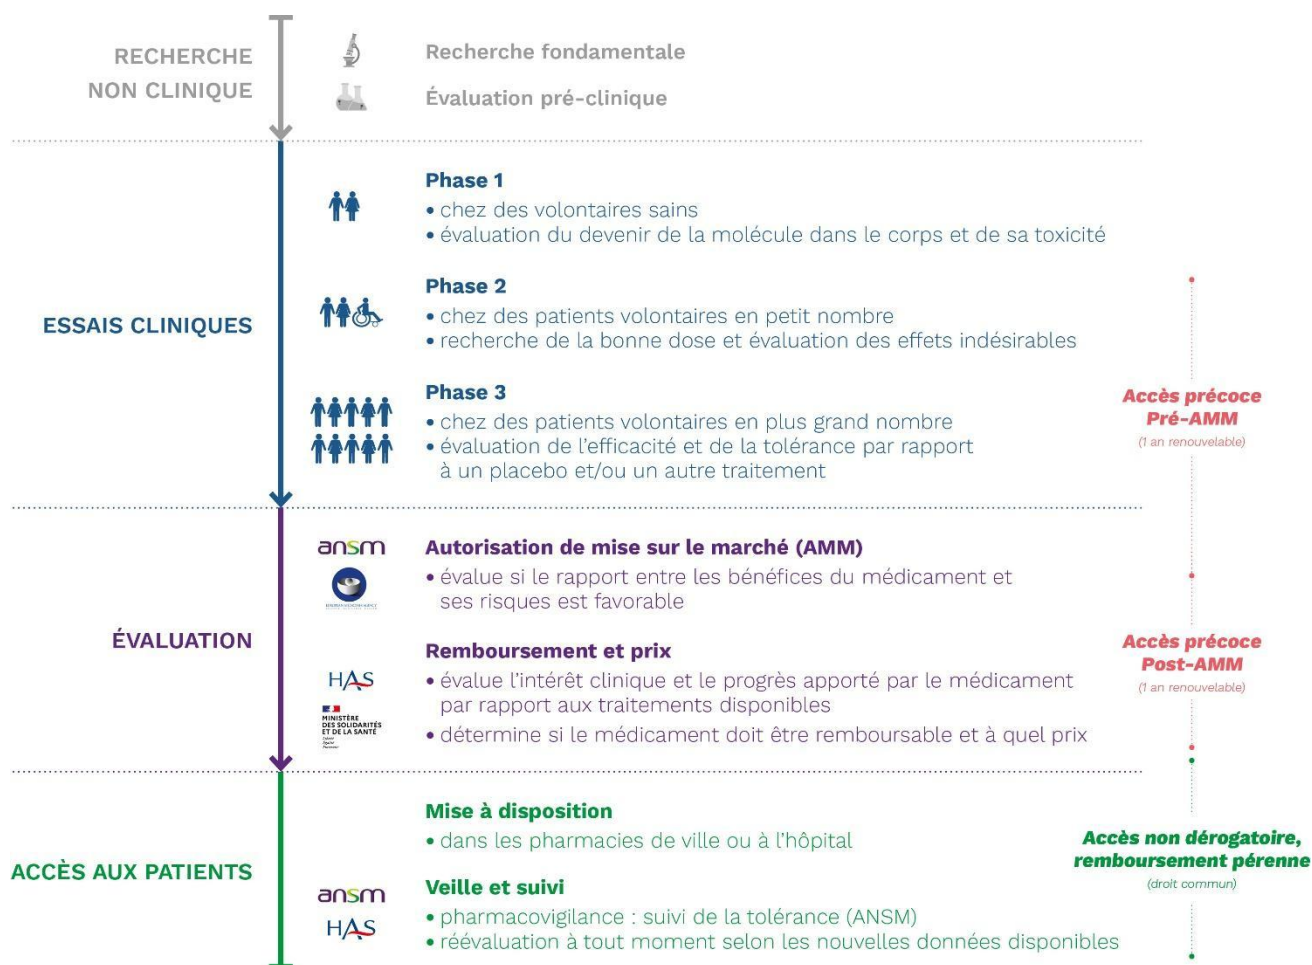 RECHERCHE
NON CLINIQUE
Recherche fondamentale
Évaluation pré-clinique
ESSAIS CLINIQUES
Phase 1
• chez des volontaires sains
• évaluation du devenir de la molécule dans le corps et de sa toxicité
Phase 2
• chez des patients volontaires en petit nombre
• recherche de la bonne dose et évaluation des effets indésirables
Phase 3
• chez des patients volontaires en plus grand nombre
• évaluation de l’efficacité et de la tolérance par rapport
à un placebo et/ou un autre traitement
Accès précoce
Pré-AMM
(1 an renouvelable)
ÉVALUATION
ansm
Autorisation de mise sur le marché (AMM)
• évalue si le rapport entre les bénéfices du médicament et
ses risques est favorable
HAS
MINISTÈRE
DES SOLIDARITÉS
ET DE LA SANTÉ
Remboursement et prix
• évalue l’intérêt clinique et le progrès apporté par le médicament
par rapport aux traitements disponibles
• détermine si le médicament doit être remboursable et à quel prix
Accès précoce
Post-AMM
(1 an renouvelable)
ACCÈS AUX PATIENTS
Mise à disposition
• dans les pharmacies de ville ou à l’hôpital
ansm
HAS
Veille et suivi
• pharmacovigilance : suivi de la tolérance (ANSM)
• réévaluation à tout moment selon les nouvelles données disponibles
Accès non dérogatoire,
remboursement pérenne
(droit commun)